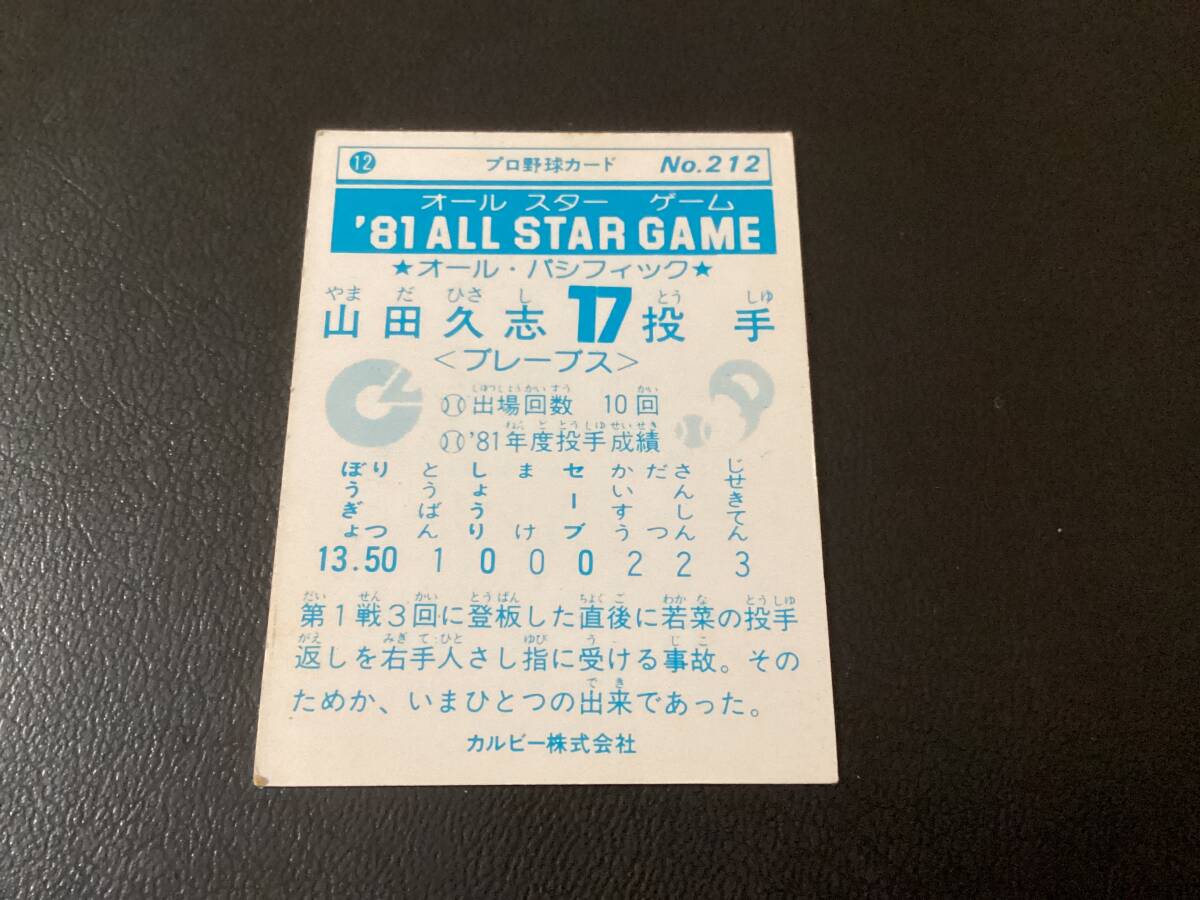 12 プロ野球カード No.212
オール スター ゲーム
'81 ALL STAR GAME
★オール・パシフィック★
やま だ ひさ し とう しゅ
山田久志 17 投手
<ブレーブス>
しゅつじょうかいすう かい
出場回数 10回
ねん ど とう しゅ せい せき
'81年度投手成績
ぼうぎょりつ とうばん しょうり まけ セーブ かいすう だつさんしん じせきてん
13.50 1 0 0 0 2 2 3
だい せん かい とうばん ちょくご わか な とうしゅ
第1戦3回に登板した直後に若菜の投手
がえ みぎ て ひと ゆび う じこ
返しを右手人さし指に受ける事故。その
でき
ためか、いまひとつの出来であった。
カルビー株式会社